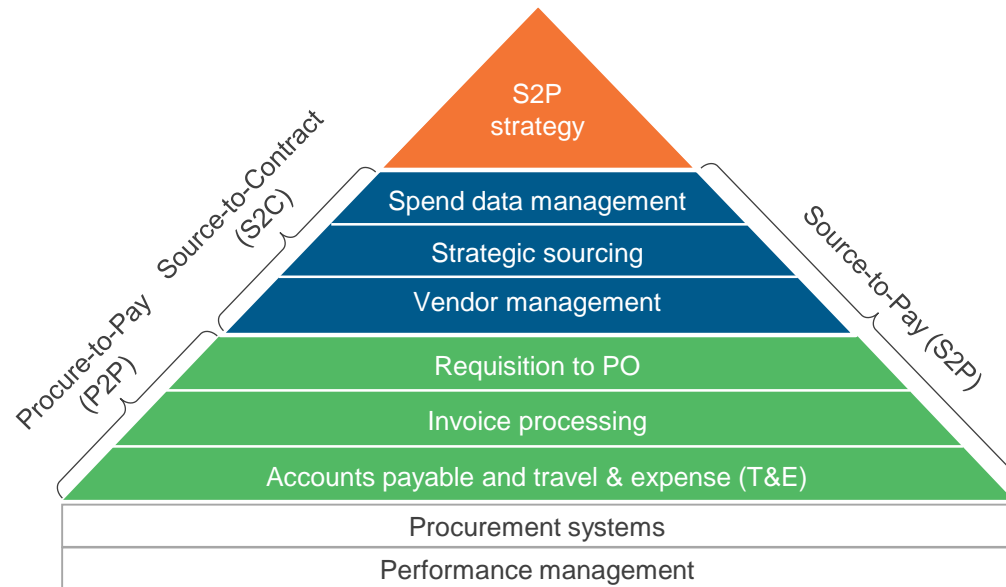 S2P
strategy
Source-to-Contract
(S2C)
Spend data management
Strategic sourcing
Vendor management
Source-to-Pay (S2P)
Procure-to-Pay
(P2P)
Requisition to PO
Invoice processing
Accounts payable and travel & expense (T&E)
Procurement systems
Performance management